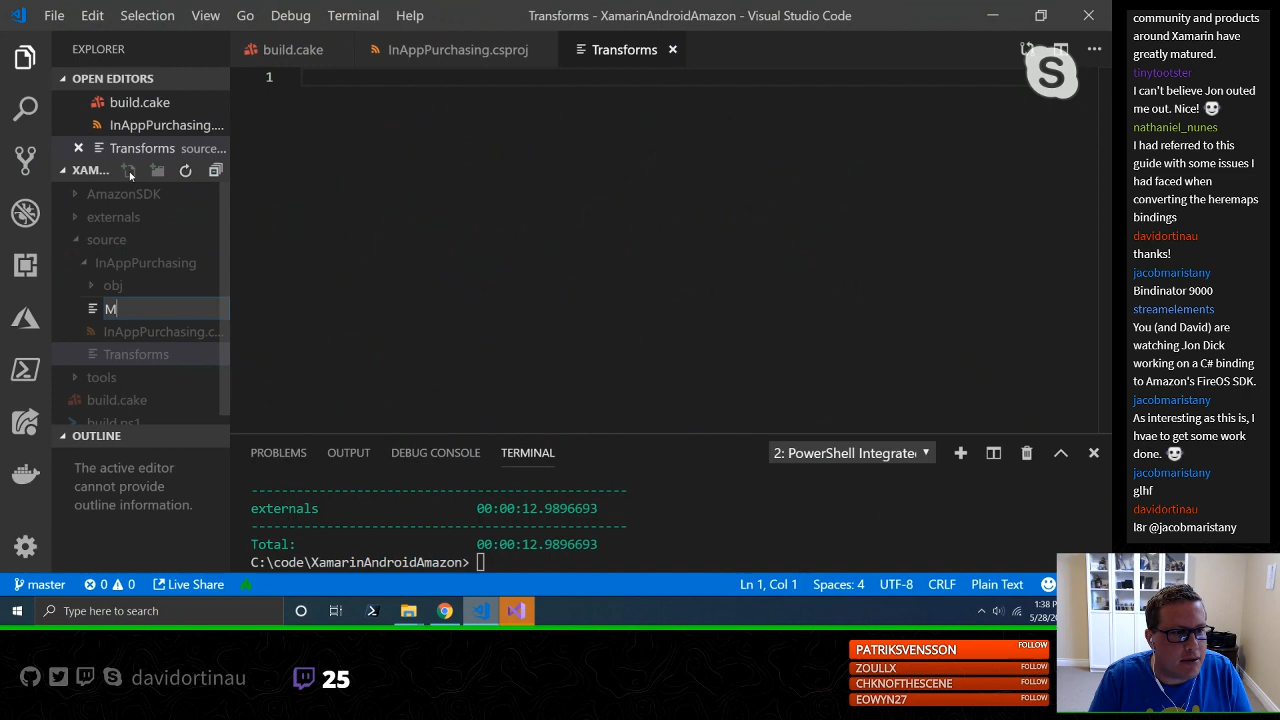 File Edit Selection View Go Debug Terminal Help
Transforms - XamarinAndroidAmazon - Visual Studio Code
EXPLORER
build.cake
InAppPurchasing.csproj
Transforms
OPEN EDITORS
build.cake
InAppPurchasing....
Transforms source...
XAM...
AmazonSDK
externals
source
InAppPurchasing
obj
M
InAppPurchasing.c...
Transforms
tools
build.cake
build.ps1
OUTLINE
The active editor
cannot provide
outline information.
1
S
PROBLEMS OUTPUT DEBUG CONSOLE TERMINAL
2: PowerShell Integrate
------------------------------------------------
externals 00:00:12.9896693
------------------------------------------------
Total: 00:00:12.9896693
C:\code\XamarinAndroidAmazon>
master 0 0 Live Share
Ln 1, Col 1 Spaces: 4 UTF-8 CRLF Plain Text
Type here to search
1:38 PM
community and products
around Xamarin have
greatly matured.
tinytootster
I can't believe Jon outed
me out. Nice!
nathaniel_nunes
I had referred to this
guide with some issues I
had faced when
converting the heremaps
bindings
davidortinau
thanks!
jacobmaristany
Bindinator 9000
streamelements
You (and David) are
watching Jon Dick
working on a C# binding
to Amazon's FireOS SDK.
jacobmaristany
As interesting as this is, I
hvae to get some work
done.
jacobmaristany
glhf
davidortinau
l8r @jacobmaristany
davidortinau
25
PATRIKSVENSSON FOLLOW
ZOULLX FOLLOW
CHKNOFTHESCENE FOLLOW
EOWYN27 FOLLOW